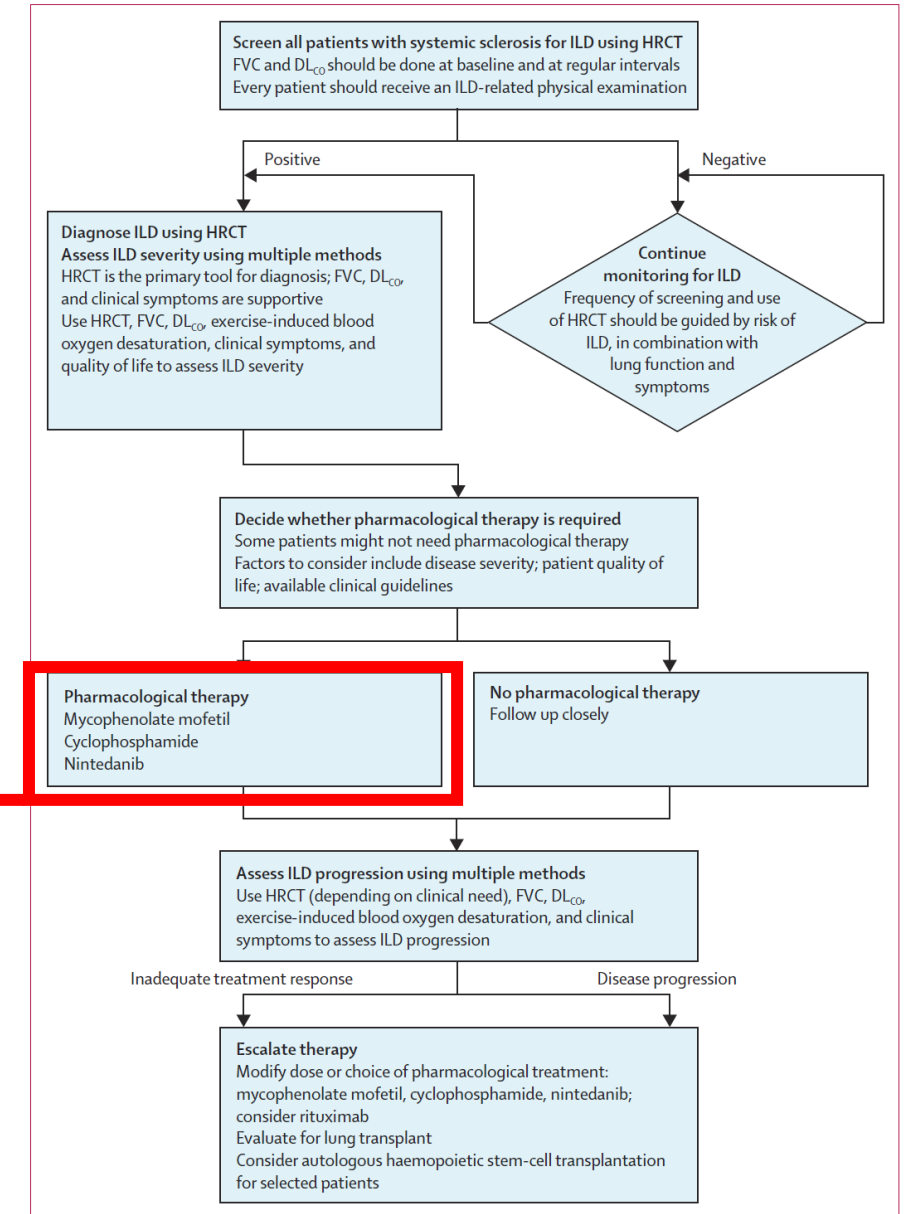 Screen all patients with systemic sclerosis for ILD using HRCT
FVC and DLCO should be done at baseline and at regular intervals
Every patient should receive an ILD-related physical examination
Positive
Negative
Diagnose ILD using HRCT
Assess ILD severity using multiple methods
HRCT is the primary tool for diagnosis; FVC, DLCO,
and clinical symptoms are supportive
Use HRCT, FVC, DLCO, exercise-induced blood
oxygen desaturation, clinical symptoms, and
quality of life to assess ILD severity
Continue
monitoring for ILD
Frequency of screening and use
of HRCT should be guided by risk of
ILD, in combination with
lung function and
symptoms
Decide whether pharmacological therapy is required
Some patients might not need pharmacological therapy
Factors to consider include disease severity; patient quality of
life; available clinical guidelines
Pharmacological therapy
Mycophenolate mofetil
Cyclophosphamide
Nintedanib
No pharmacological therapy
Follow up closely
Assess ILD progression using multiple methods
Use HRCT (depending on clinical need), FVC, DLCO,
exercise-induced blood oxygen desaturation, and clinical
symptoms to assess ILD progression
Inadequate treatment response
Disease progression
Escalate therapy
Modify dose or choice of pharmacological treatment:
mycophenolate mofetil, cyclophosphamide, nintedanib;
consider rituximab
Evaluate for lung transplant
Consider autologous haemopoietic stem-cell transplantation
for selected patients